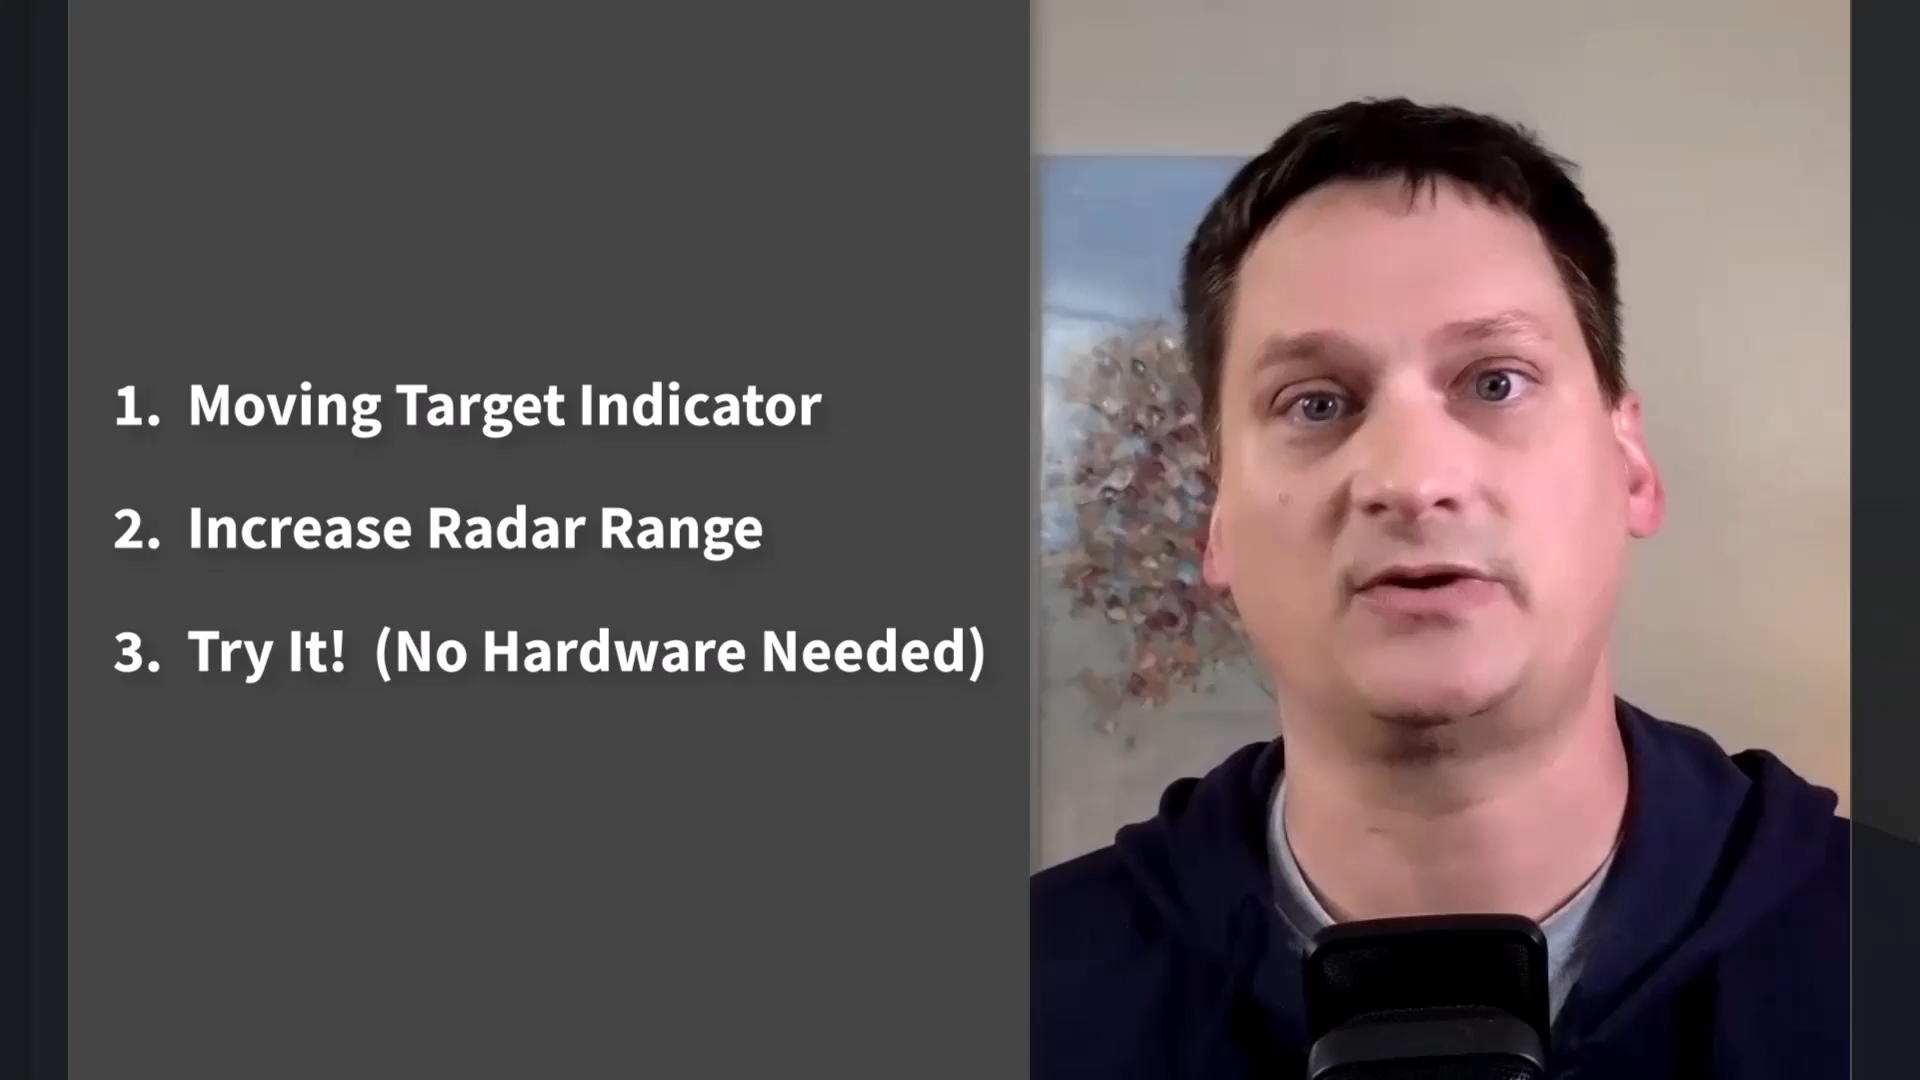 1. Moving Target Indicator
2. Increase Radar Range
3. Try It! (No Hardware Needed)